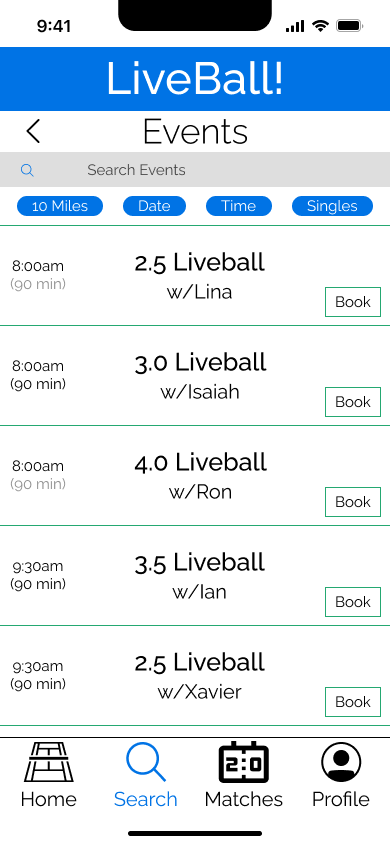 9:41
LiveBall!
Events
Search Events
10 Miles Date Time Singles
8:00am
(90 min)
2.5 Liveball
w/Lina
Book
8:00am
(90 min)
3.0 Liveball
w/Isaiah
Book
8:00am
(90 min)
4.0 Liveball
w/Ron
Book
9:30am
(90 min)
3.5 Liveball
w/Ian
Book
9:30am
(90 min)
2.5 Liveball
w/Xavier
Book
2:0
Home Search Matches Profile